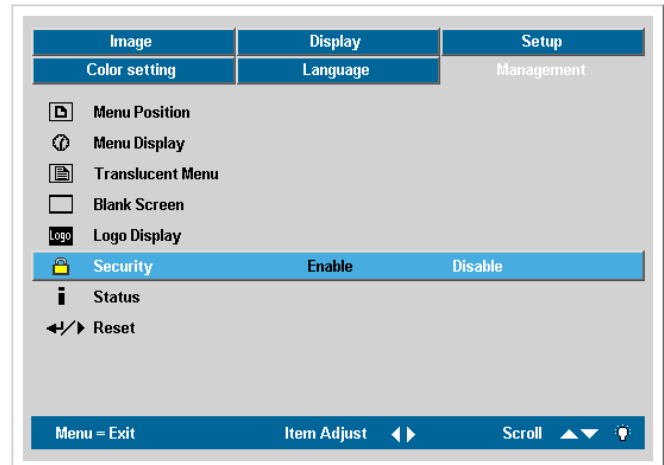 Image Display Setup
Color setting Language Management
Menu Position
Menu Display
Translucent Menu
Blank Screen
Logo Logo Display
Security Enable Disable
i Status
Reset
Menu = Exit Item Adjust Scroll